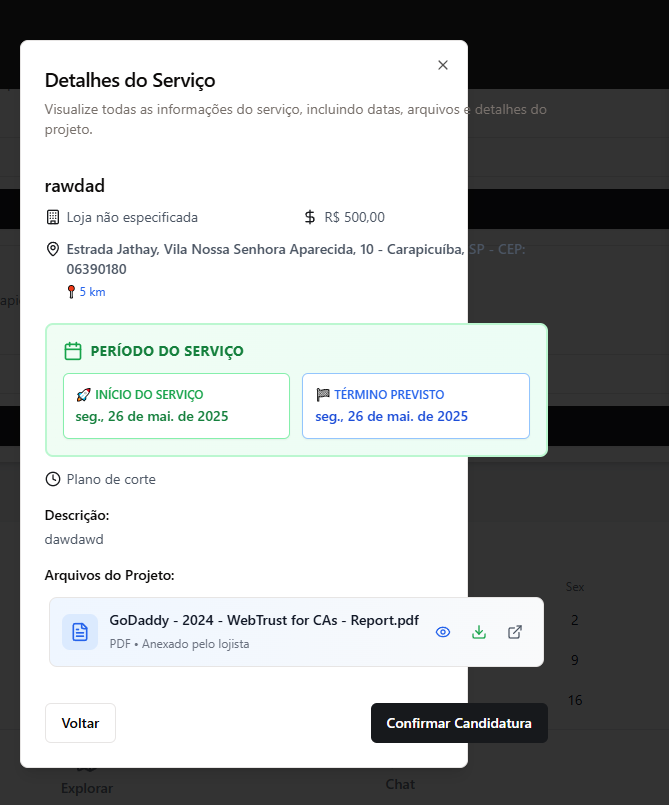 Detalhes do Serviço
Visualize todas as informações do serviço, incluindo datas, arquivos e detalhes do
projeto.
rawdad
Loja não especificada
R$ 500,00
Estrada Jathay, Vila Nossa Senhora Aparecida, 10 - Carapicuíba, SP - CEP:
06390180
5 km
PERÍODO DO SERVIÇO
INÍCIO DO SERVIÇO
seg., 26 de mai. de 2025
TÉRMINO PREVISTO
seg., 26 de mai. de 2025
Plano de corte
Descrição:
dawdawd
Arquivos do Projeto:
GoDaddy - 2024 - WebTrust for CAs - Report.pdf
PDF • Anexado pelo lojista
Voltar
Confirmar Candidatura
Sex
2
9
16
Explorar
Chat